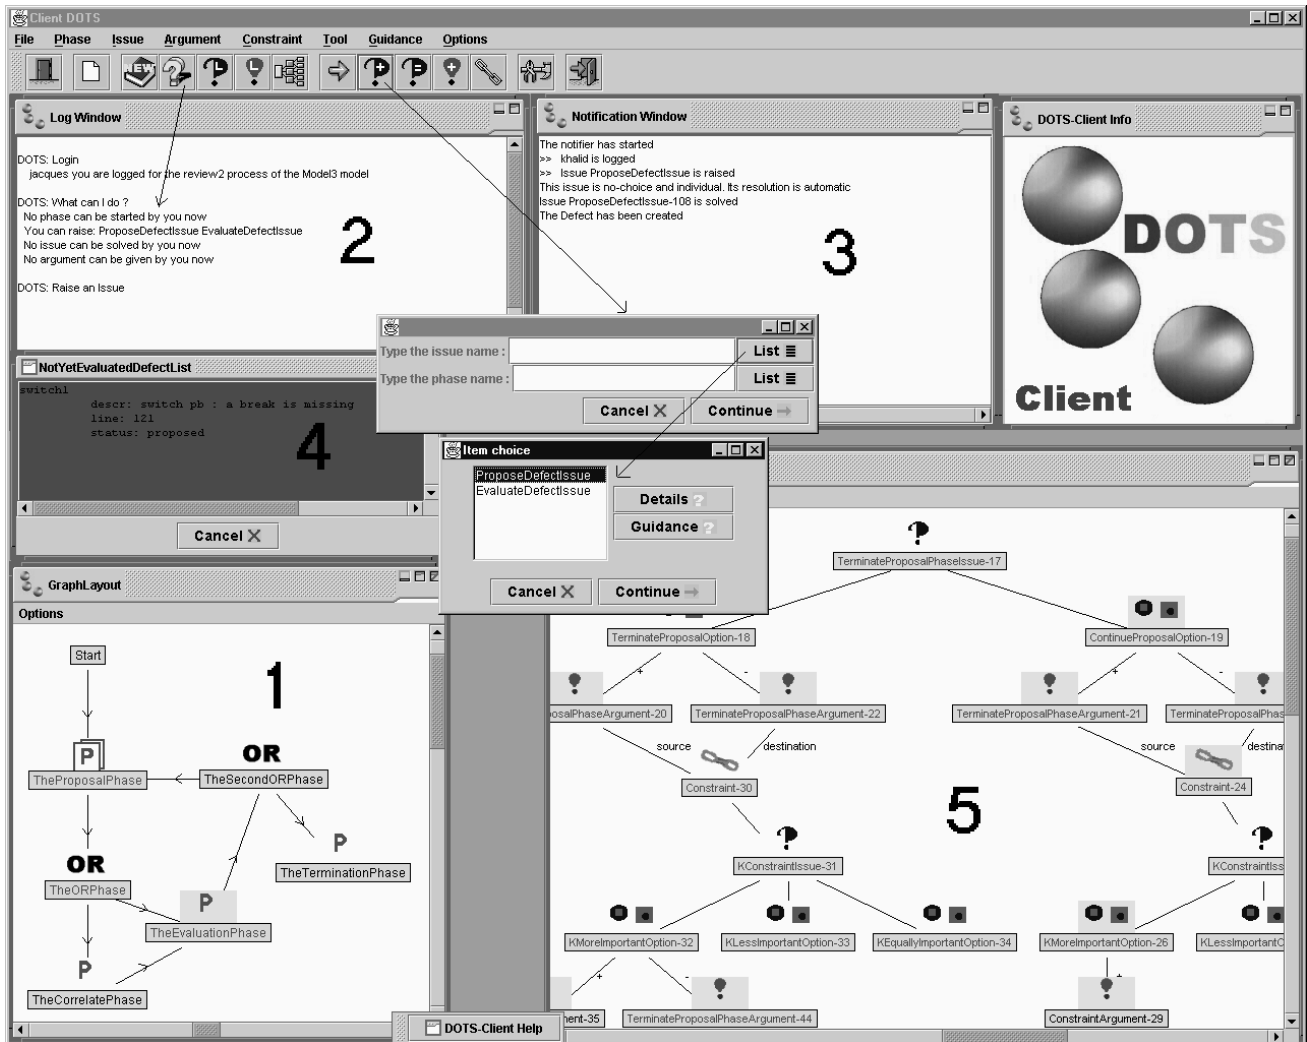 Client DOTS
File Phase Issue Argument Constraint Tool Guidance Options
NEW
Log Window
DOTS: Login
jacques you are logged for the review2 process of the Model3 model
DOTS: What can I do ?
No phase can be started by you now
You can raise: ProposeDefectIssue EvaluateDefectIssue
No issue can be solved by you now
No argument can be given by you now
DOTS: Raise an Issue
2
Notification Window
The notifier has started
>> khalid is logged
>> Issue ProposeDefectIssue is raised
This issue is no-choice and individual. Its resolution is automatic
Issue ProposeDefectIssue-108 is solved
The Defect has been created
3
DOTS-Client Info
DOTS
Client
Type the issue name :
List
Type the phase name :
List
Cancel
Continue
NotYetEvaluatedDefectList
switch1
descr: switch pb : a break is missing
line: 121
status: proposed
4
Cancel
Item choice
ProposeDefectIssue
EvaluateDefectIssue
Details
Guidance
Cancel
Continue
GraphLayout
Options
Start
1
P
TheProposalPhase
OR
TheSecondORPhase
P
TheTerminationPhase
OR
TheORPhase
P
TheEvaluationPhase
P
TheCorrelatePhase
TerminateProposalPhaseIssue-17
TerminateProposalOption-18
ContinueProposalOption-19
+ - + -
osalPhaseArgument-20
TerminateProposalPhaseArgument-22
TerminateProposalPhaseArgument-21
TerminateProposalPhas
source
destination
source
destina
Constraint-30
Constraint-24
5
KConstraintIssue-31
KConstraintIss
KMoreImportantOption-32
KLessImportantOption-33
KEquallyImportantOption-34
KMoreImportantOption-26
KLessImportantO
+ - +
ment-35
TerminateProposalPhaseArgument-44
ConstraintArgument-29
DOTS-Client Help